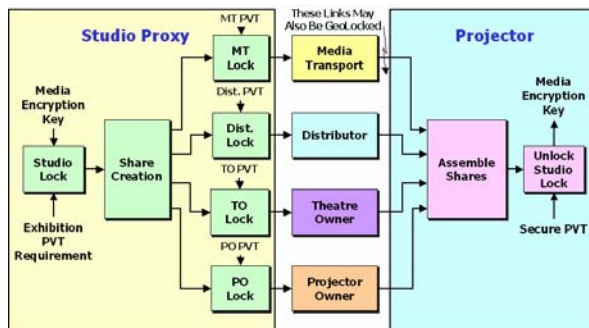 These Links May
Also Be GeoLocked
MT PVT
Studio Proxy
Projector
MT
Lock
Media
Transport
Media
Encryption
Key
Dist. PVT
Media
Encryption
Key
Dist.
Lock
Distributor
Studio
Lock
Share
Creation
Assemble
Shares
Unlock
Studio
Lock
TO PVT
TO
Lock
Theatre
Owner
Exhibition
PVT
Requirement
Secure PVT
PO PVT
PO
Lock
Projector
Owner